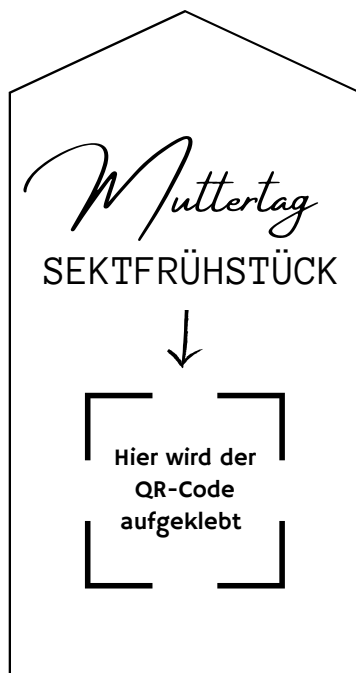 Muttertag
SEKTFRÜHSTÜCK
Hier wird der
QR-Code
aufgeklebt